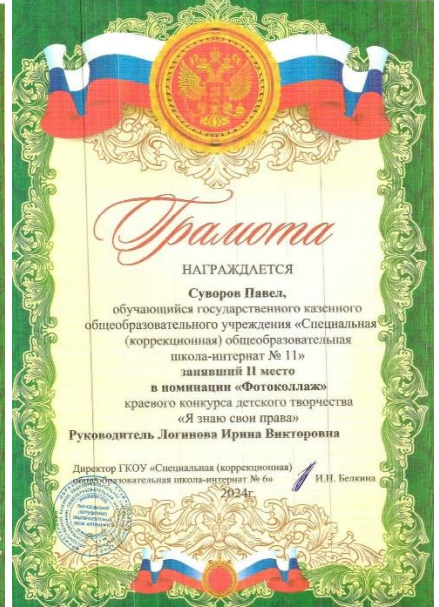 Грамота
НАГРАЖДАЕТСЯ
Суворов Павел,
обучающийся государственного казенного
общеобразовательного учреждения «Специальная
(коррекционная) общеобразовательная
школа-интернат № 11»
занявший II место
в номинации «Фотоколлаж»
краевого конкурса детского творчества
«Я знаю свои права»
Руководитель Логинова Ирина Викторовна
Директор ГКОУ «Специальная (коррекционная)
общеобразовательная школа-интернат № 6» И.Н. Белкина
2024г.